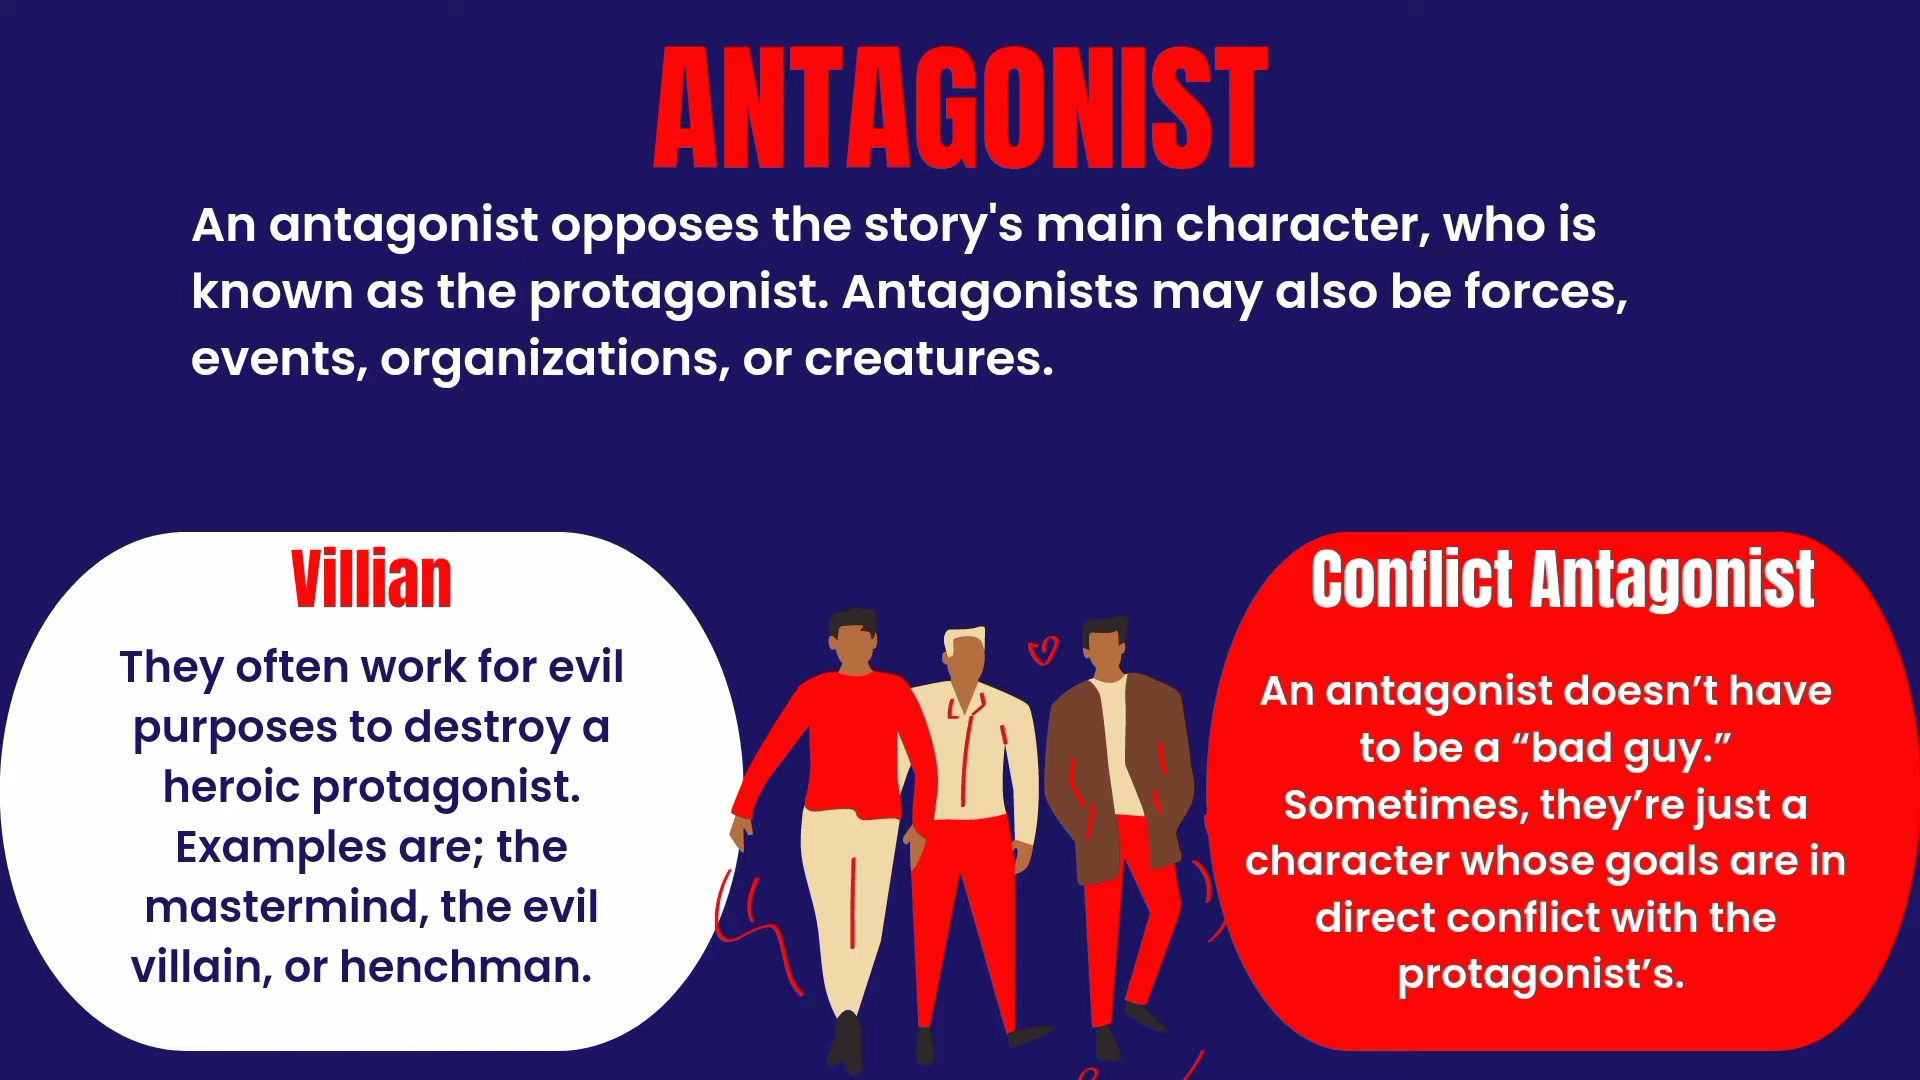 ANTAGONIST
An antagonist opposes the story's main character, who is
known as the protagonist. Antagonists may also be forces,
events, organizations, or creatures.
Villian
They often work for evil
purposes to destroy a
heroic protagonist.
Examples are; the
mastermind, the evil
villain, or henchman.
Conflict Antagonist
An antagonist doesn’t have
to be a “bad guy.”
Sometimes, they’re just a
character whose goals are in
direct conflict with the
protagonist’s.